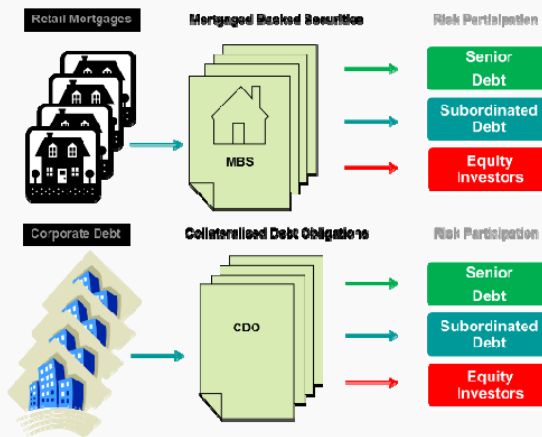 Retail Mortgages
Mortgaged Backed Securities
Risk Participation
Senior
Debt
Subordinated
Debt
Equity
Investors
MBS
Corporate Debt
Collateralised Debt Obligations
Risk Participation
Senior
Debt
Subordinated
Debt
Equity
Investors
CDO